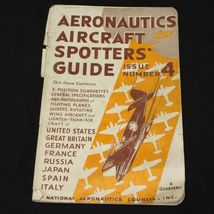 AERONAUTICS
AIRCRAFT
SPOTTERS'
GUIDE
ISSUE
NUMBER 4
This Issue Contains
3-POSITION SILHOUETTES,
GENERAL SPECIFICATIONS
AND PHOTOGRAPHS of
FIGHTING PLANES,
GLIDERS, ROTATING
WING AIRCRAFT and
LIGHTER-THAN-AIR
CRAFT of
UNITED STATES
GREAT BRITAIN
GERMANY
FRANCE
RUSSIA
JAPAN
SPAIN
ITALY
A QUARTERLY
NATIONAL AERONAUTICS COUNCIL, INC.